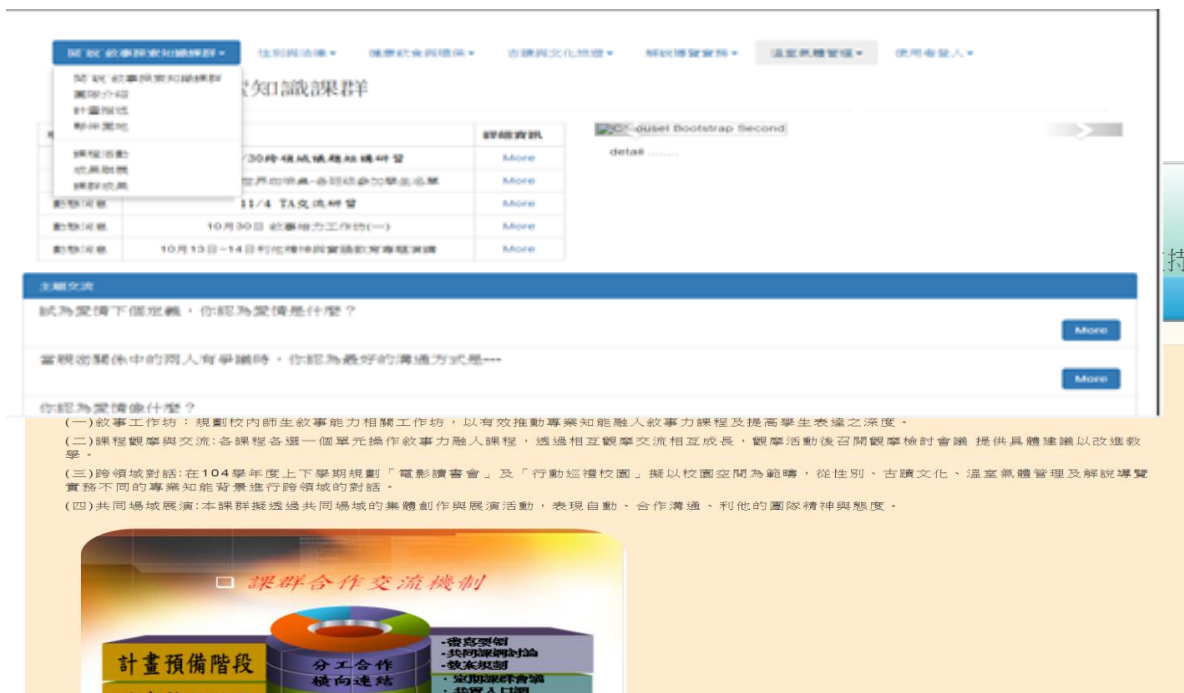 開˙說˙敘事探索知識課群 性別與法律 健康飲食與環保 古蹟與文化旅遊 解說導覽實務 溫室氣體管理 使用者登入
開˙說˙敘事探索知識課群
團隊介紹
計畫描述
夥伴園地
課程活動
成果聯展
課群成果
知識課群
詳細資訊
/30跨領域議題組構研習 More
More
動態消息 11/4 TA交流研習 More
動態消息 10月30日 敘事培力工作坊(一) More
動態消息 10月13日~14日利他精神與實踐教育專題演講 More
Carousel Bootstrap Second
detail ........
持
主題交流
試為愛情下個定義,你認為愛情是什麼?
More
當親密關係中的兩人有爭議時,你認為最好的溝通方式是---
More
你認為愛情像什麼?
(一)敘事工作坊:規劃校內師生敘事能力相關工作坊,以有效推動專業知能融入敘事力課程及提高學生表達之深度。
(二)課程觀摩與交流:各課程各選一個單元操作敘事力融入課程,透過相互觀摩交流相互成長,觀摩活動後召開觀摩檢討會議 提供具體建議以改進教
學。
(三)跨領域對話:在104學年度上下學期規劃「電影讀書會」及「行動巡禮校園」擬以校園空間為範疇,從性別、古蹟文化、溫室氣體管理及解說導覽
實務不同的專業知能背景進行跨領域的對話。
(四)共同場域展演:本課群擬透過共同場域的集體創作與展演活動,表現自動、合作溝通、利他的團隊精神與態度。
課群合作交流機制
計畫預備階段
分工合作
橫向連結
·共同課綱討論
·教案規劃
·定期課群會議
·共賞入口網